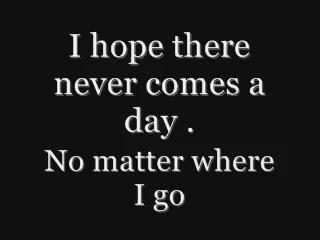 I hope there
never comes a
day .
No matter where
I go